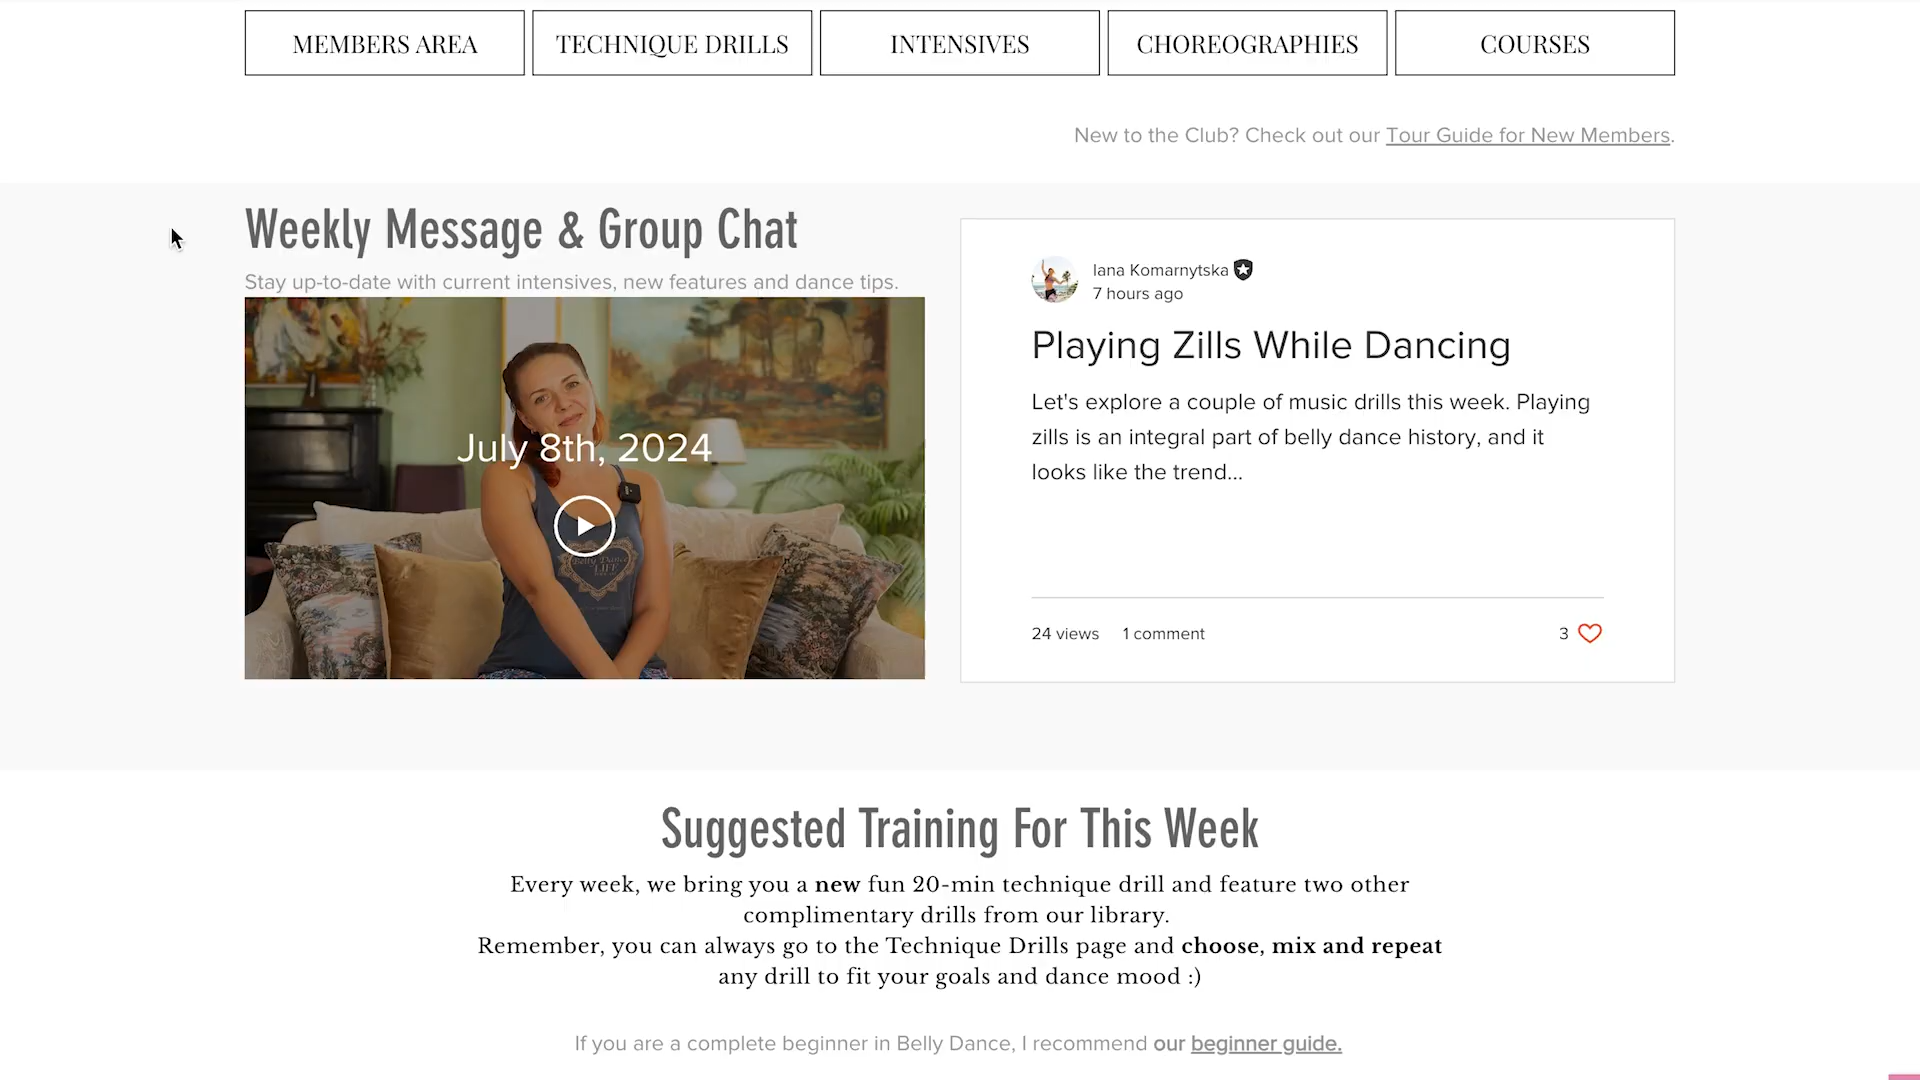 MEMBERS AREA
TECHNIQUE DRILLS
INTENSIVES
CHOREOGRAPHIES
COURSES
New to the Club? Check out our Tour Guide for New Members.
Weekly Message & Group Chat
Stay up-to-date with current intensives, new features and dance tips.
July 8th, 2024
Belly Dance
LIFE
Iana Komarnytska
7 hours ago
Playing Zills While Dancing
Let's explore a couple of music drills this week. Playing
zills is an integral part of belly dance history, and it
looks like the trend...
24 views
1 comment
3
Suggested Training For This Week
Every week, we bring you a new fun 20-min technique drill and feature two other
complimentary drills from our library.
Remember, you can always go to the Technique Drills page and choose, mix and repeat
any drill to fit your goals and dance mood :)
If you are a complete beginner in Belly Dance, I recommend our beginner guide.